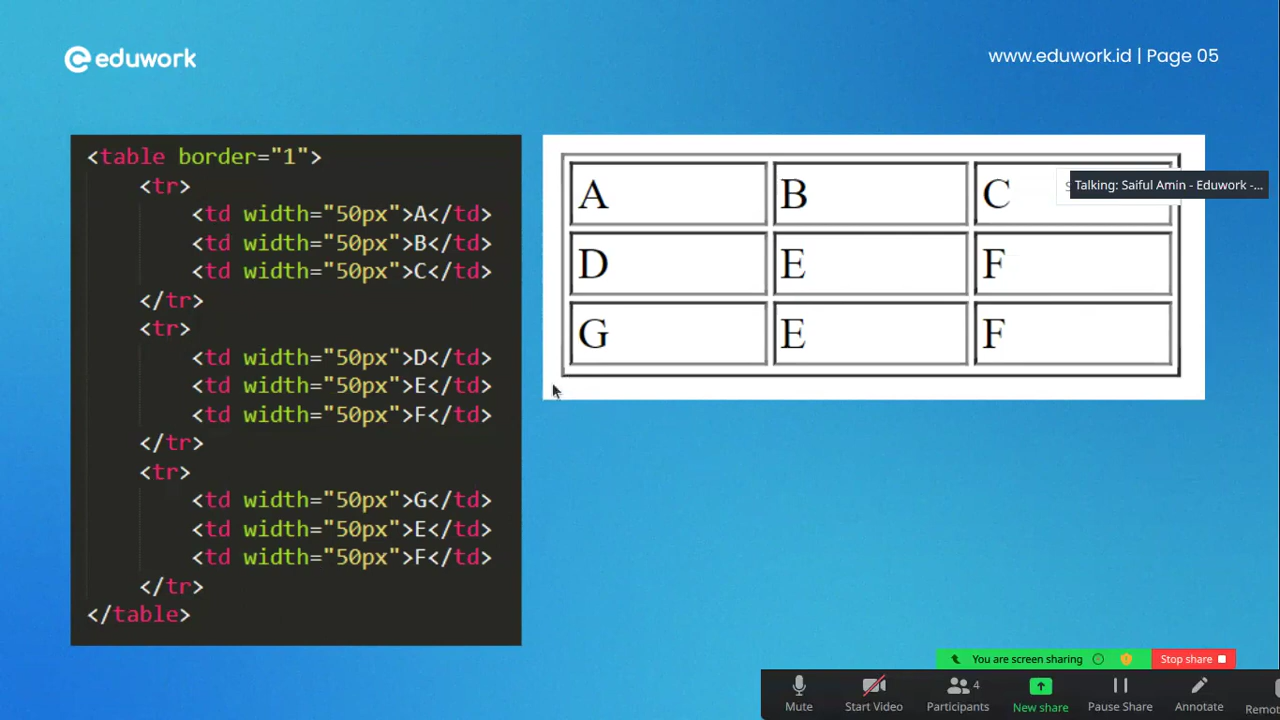 eduwork
www.eduwork.id | Page 05
<table border="1">
<tr>
<td width="50px">A</td>
<td width="50px">B</td>
<td width="50px">C</td>
</tr>
<tr>
<td width="50px">D</td>
<td width="50px">E</td>
<td width="50px">F</td>
</tr>
<tr>
<td width="50px">G</td>
<td width="50px">E</td>
<td width="50px">F</td>
</tr>
</table>
A B C
D E F
G E F
Talking: Saiful Amin - Eduwork -...
You are screen sharing
Stop share
Mute
Start Video
4
Participants
New share
Pause Share
Annotate
Remot